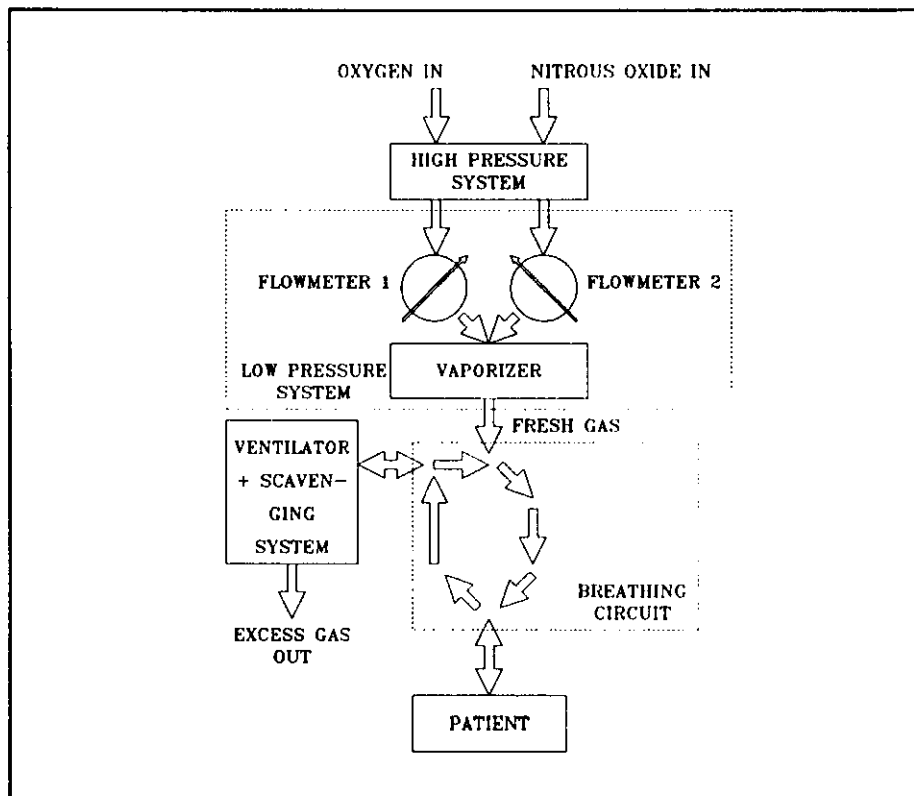 OXYGEN IN
NITROUS OXIDE IN
HIGH PRESSURE
SYSTEM
FLOWMETER 1
FLOWMETER 2
LOW PRESSURE
SYSTEM
VAPORIZER
FRESH GAS
VENTILATOR
+ SCAVEN-
GING
SYSTEM
BREATHING
CIRCUIT
EXCESS GAS
OUT
PATIENT